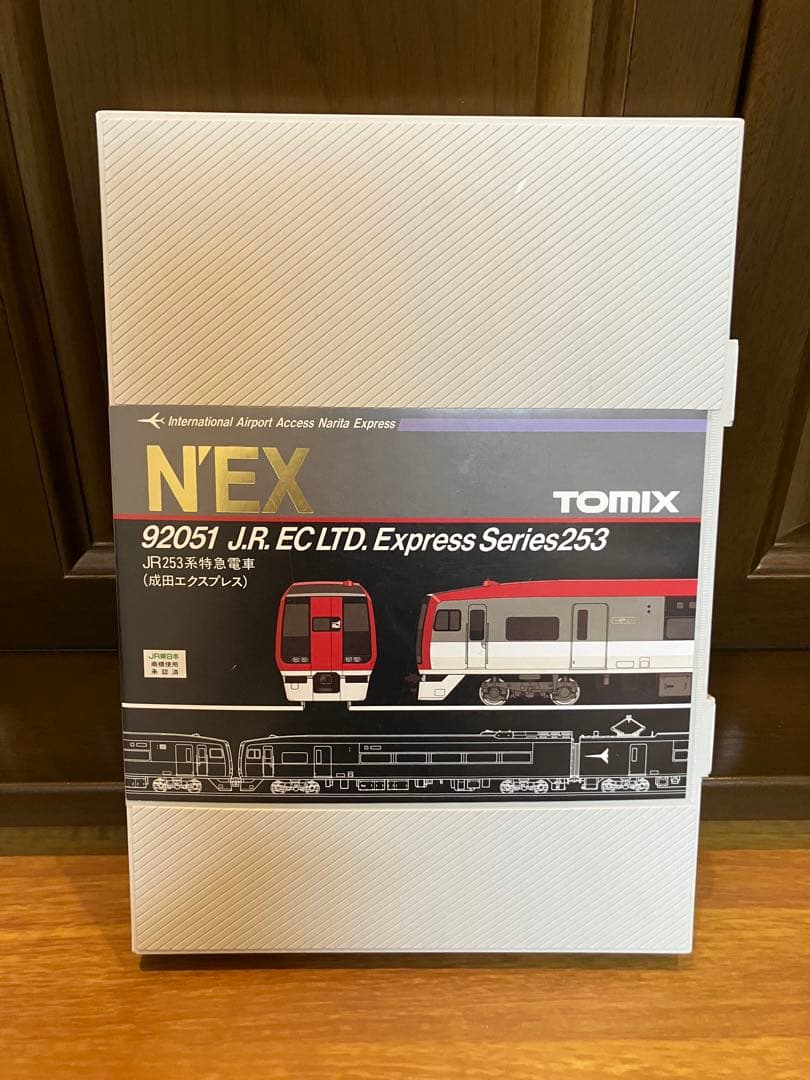 International Airport Access Narita Express
N'EX
TOMIX
92051 J.R. EC LTD. Express Series253
JR253系特急電車
(成田エクスプレス)
JR東日本
商標使用
承認済